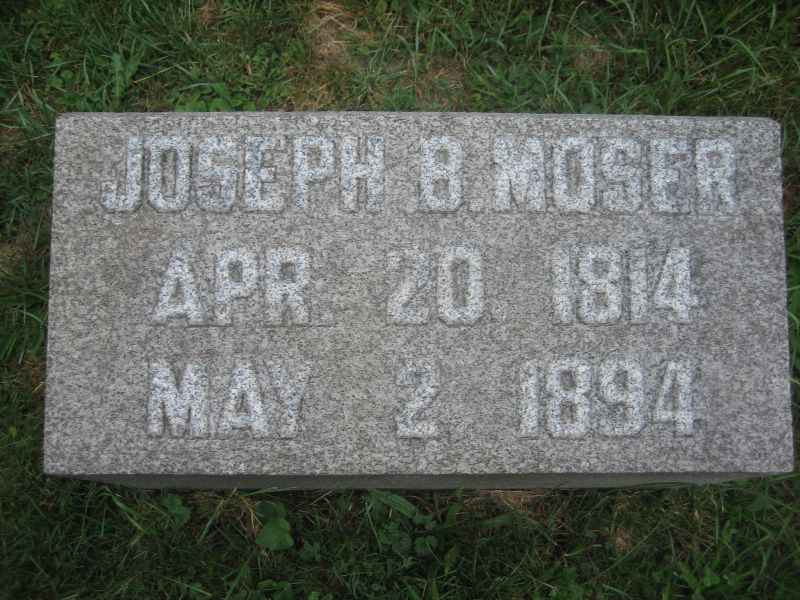 JOSEPH B. MOSER
APR. 20. 1814
MAY 2 1894